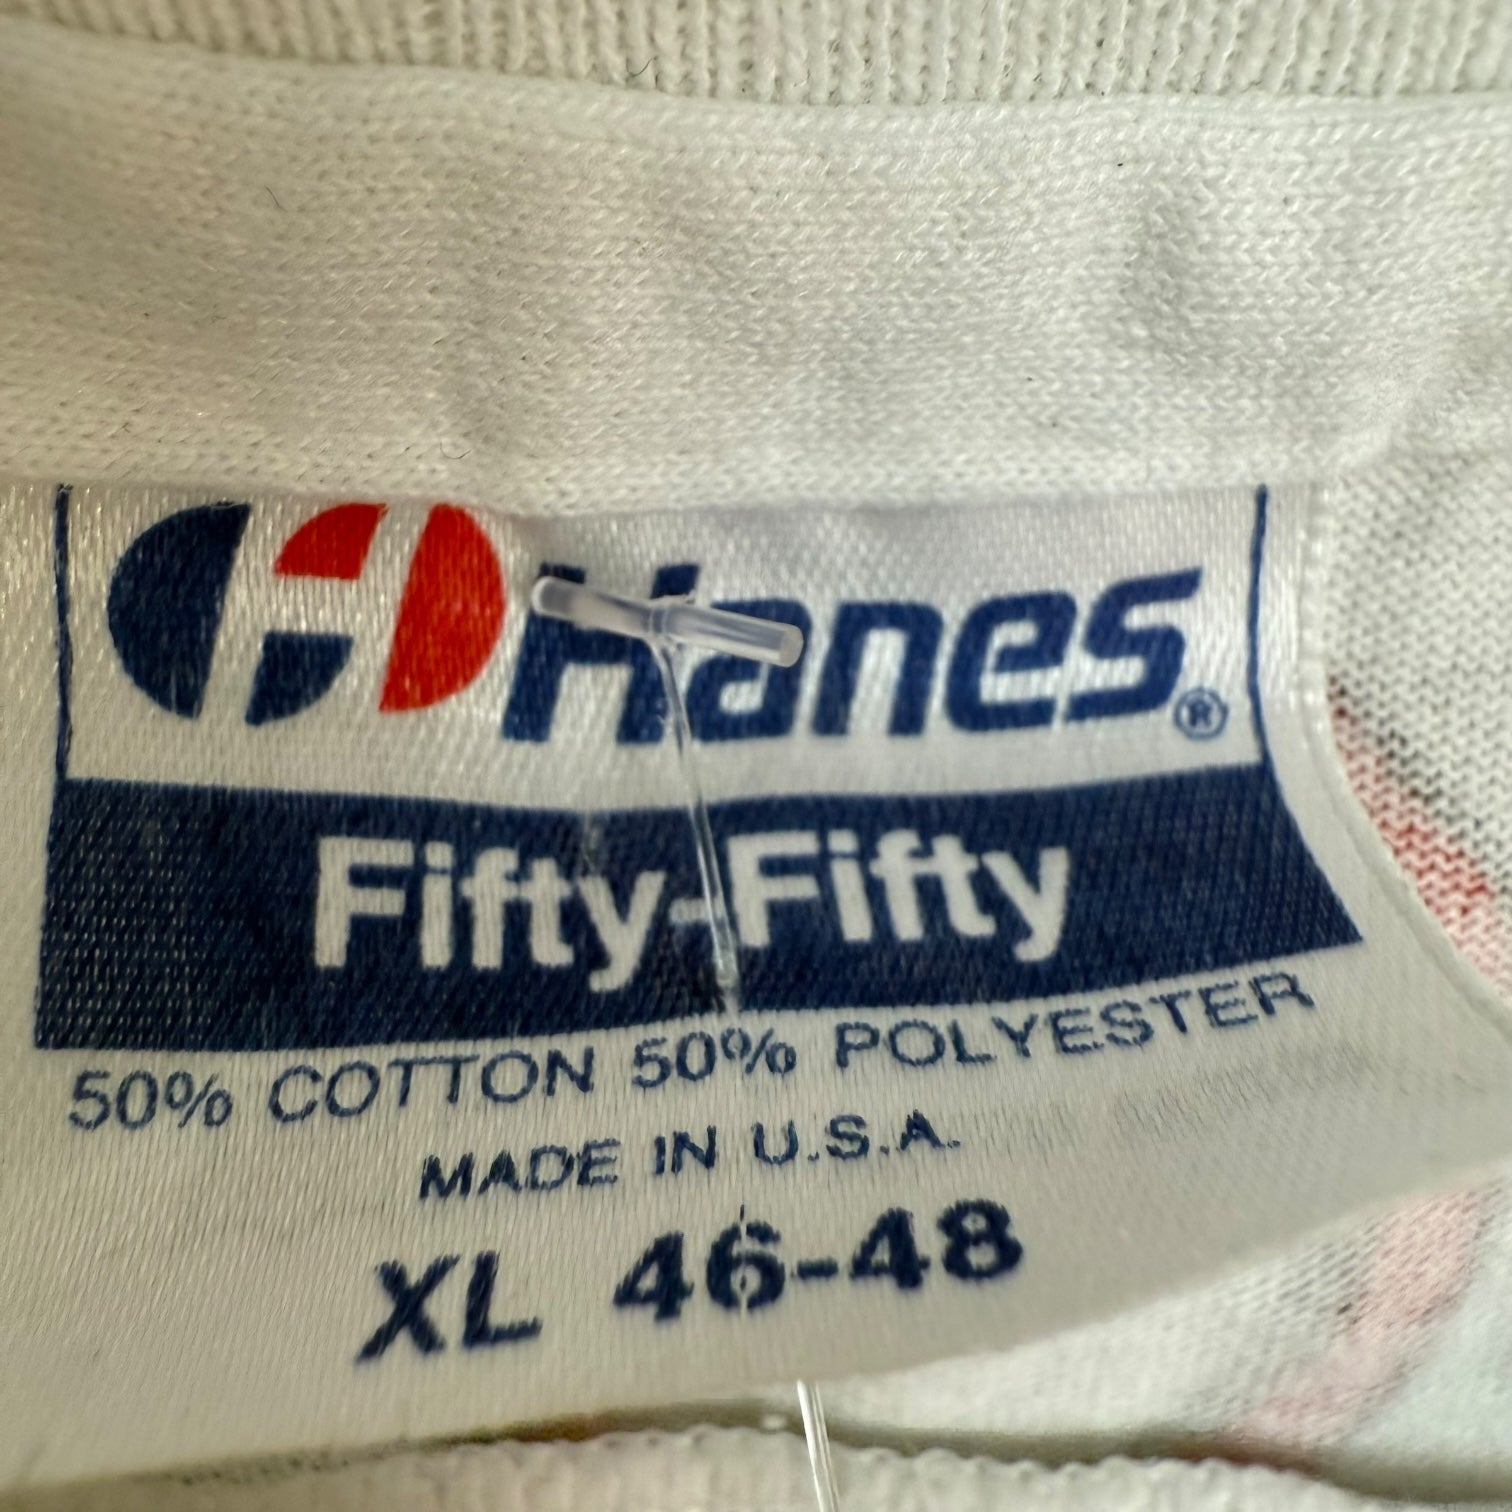 Hanes®
Fifty-Fifty
50% COTTON 50% POLYESTER
MADE IN U.S.A.
XL 46-48